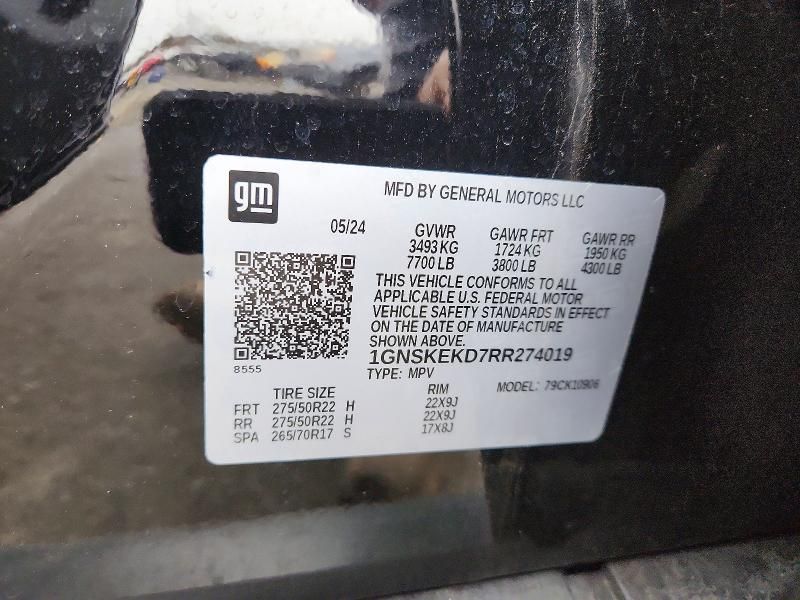 gm
MFD BY GENERAL MOTORS LLC
05/24 GVWR GAWR FRT GAWR RR
3493 KG 1724 KG 1950 KG
7700 LB 3800 LB 4300 LB
THIS VEHICLE CONFORMS TO ALL
APPLICABLE U.S. FEDERAL MOTOR
VEHICLE SAFETY STANDARDS IN EFFECT
ON THE DATE OF MANUFACTURE
SHOWN ABOVE.
1GNSKEKD7RR274019
8555
TYPE: MPV MODEL: 79CK10906
TIRE SIZE RIM
FRT 275/50R22 H 22X9J
RR 275/50R22 H 22X9J
SPA 265/70R17 S 17X8J